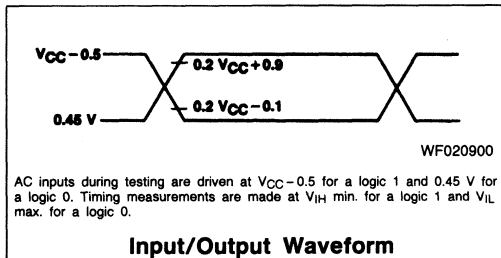 VCC – 0.5
0.2 VCC + 0.9
0.2 VCC – 0.1
0.45 V
WF020900
AC inputs during testing are driven at VCC – 0.5 for a logic 1 and 0.45 V for
a logic 0. Timing measurements are made at VIH min. for a logic 1 and VIL
max. for a logic 0.
Input/Output Waveform